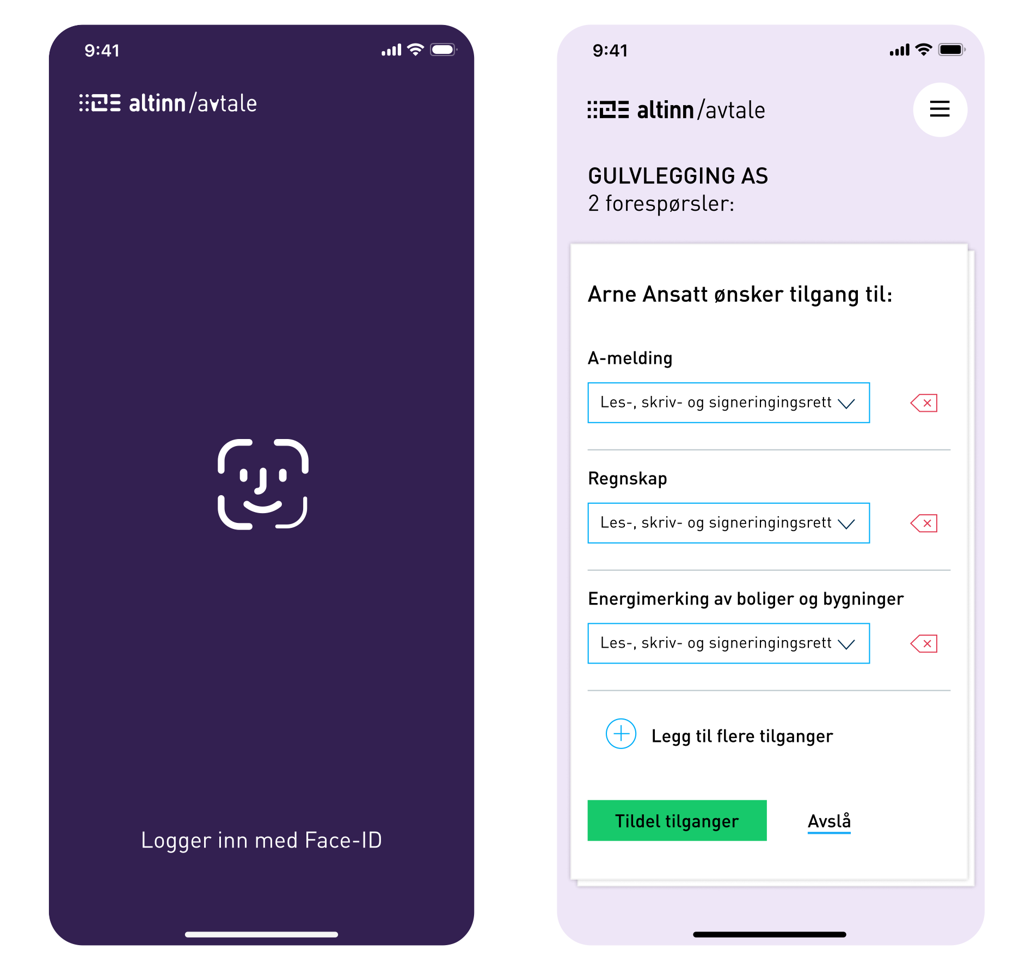 9:41
altinn/avtale
Logger inn med Face-ID
9:41
altinn/avtale
GULVLEGGING AS
2 forespørsler:
Arne Ansatt ønsker tilgang til:
A-melding
Les-, skriv- og signeringingsrett
Regnskap
Les-, skriv- og signeringingsrett
Energimerking av boliger og bygninger
Les-, skriv- og signeringingsrett
Legg til flere tilganger
Tildel tilganger
Avslå